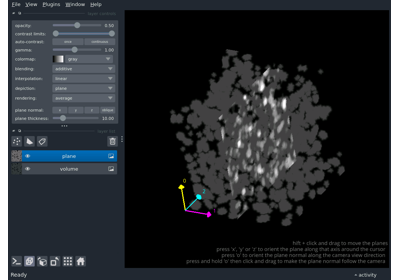 File View Plugins Window Help
opacity: 0.50
contrast limits:
auto-contrast: once continuous
gamma: 1.00
colormap: gray
blending: additive
interpolation: linear
depiction: plane
rendering: average
plane normal: x y z oblique
plane thickness: 10.00
plane
volume
0
shift + click and drag to move the planes
press 'x', 'y' or 'z' to orient the plane along that axis around the cursor
press 'o' to orient the plane normal along the camera view direction
press and hold 'o' then click and drag to make the plane normal follow the camera
Ready
activity